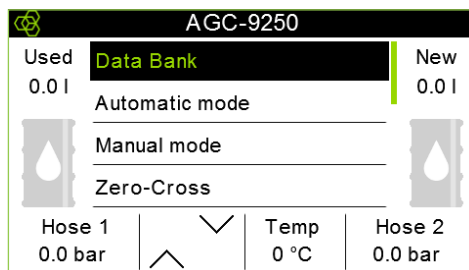 AGC-9250
Used
0.0 l
Data Bank
Automatic mode
Manual mode
Zero-Cross
New
0.0 l
Hose 1
0.0 bar
Temp
0 °C
Hose 2
0.0 bar